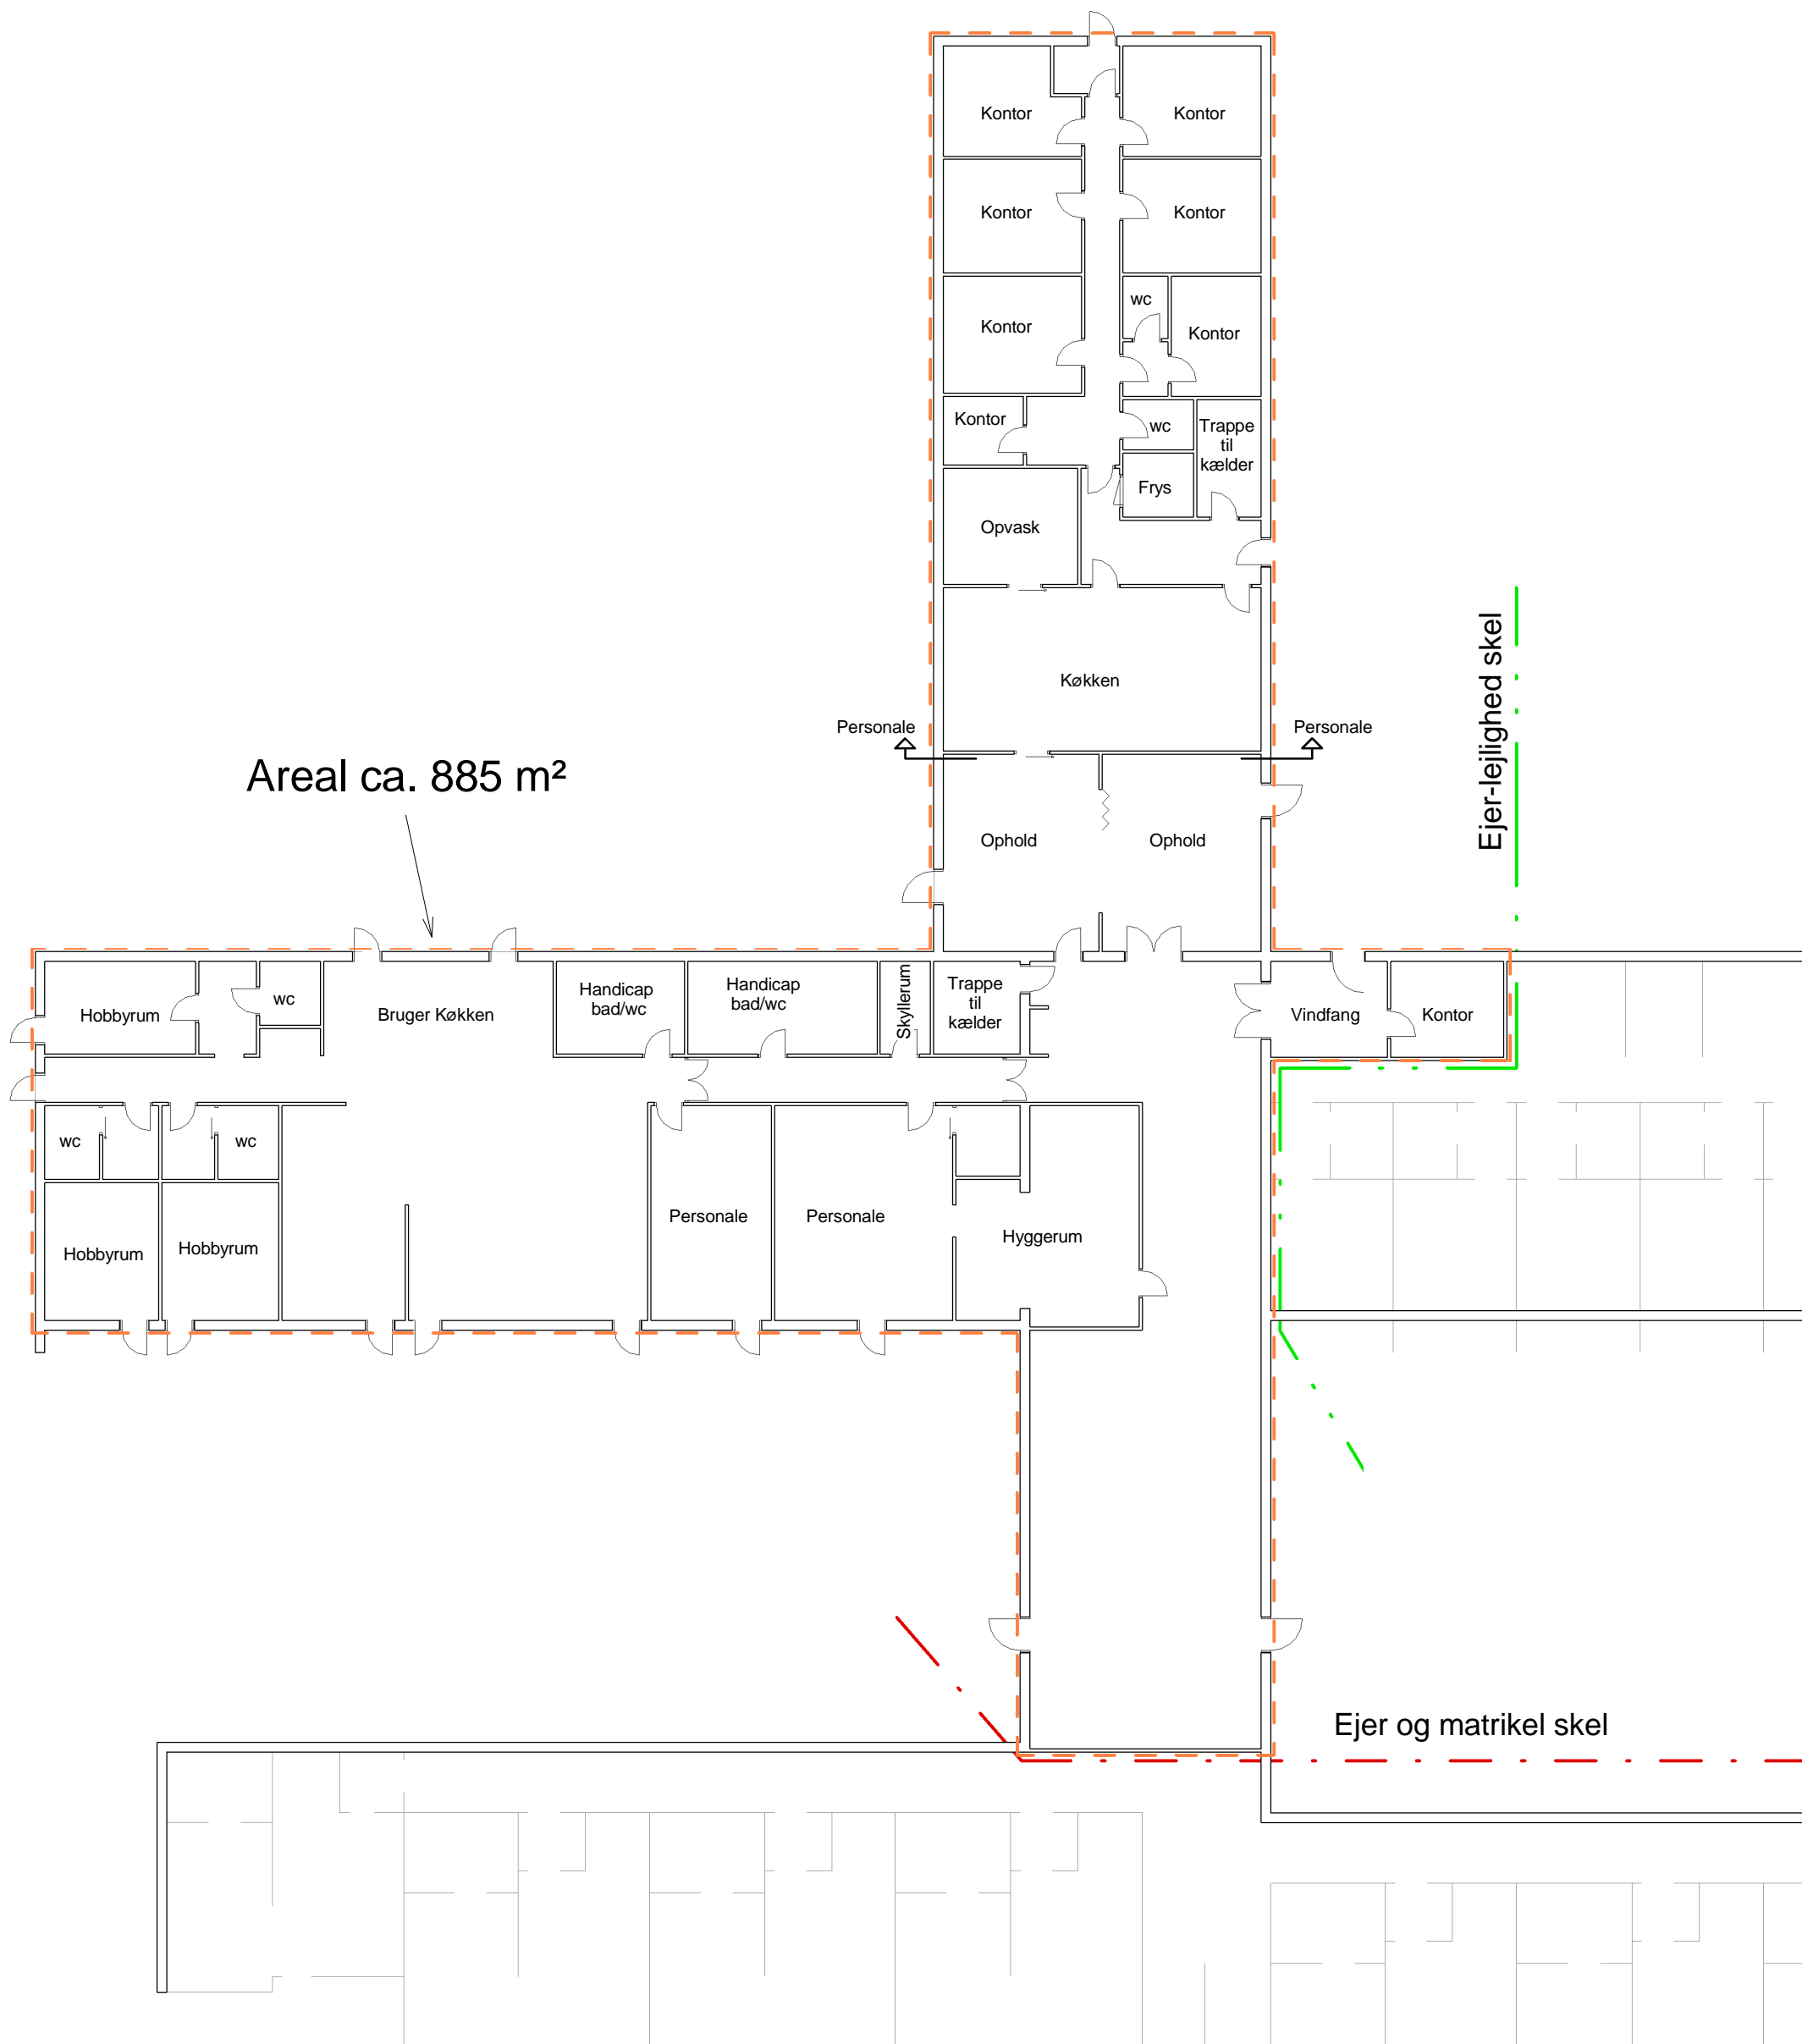 Kontor
Kontor
Kontor
Kontor
wc
Kontor
Kontor
Kontor
wc
Trappe
til
kælder
Frys
Opvask
Køkken
Personale
Personale
Ejer-lejlighed skel
Areal ca. 885 m²
Ophold
Ophold
Hobbyrum
wc
Bruger Køkken
Handicap
bad/wc
Handicap
bad/wc
Skyllerum
Trappe
til
kælder
Vindfang
Kontor
wc
wc
Hobbyrum
Hobbyrum
Personale
Personale
Hyggerum
Ejer og matrikel skel